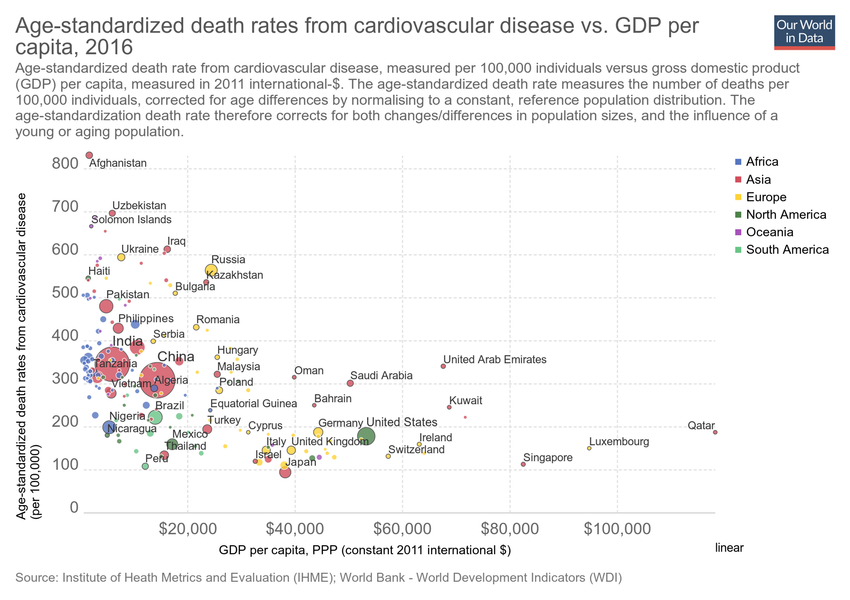 Age-standardized death rates from cardiovascular disease vs. GDP per
capita, 2016
Our World
in Data
Age-standardized death rate from cardiovascular disease, measured per 100,000 individuals versus gross domestic product
(GDP) per capita, measured in 2011 international-$. The age-standardized death rate measures the number of deaths per
100,000 individuals, corrected for age differences by normalising to a constant, reference population distribution. The
age-standardization death rate therefore corrects for both changes/differences in population sizes, and the influence of a
young or aging population.
Age-standardized death rates from cardiovascular disease
(per 100,000)
800
700
600
500
400
300
200
100
0
Afghanistan
Uzbekistan
Solomon Islands
Iraq
Ukraine
Russia
Haiti
Kazakhstan
Bulgaria
Pakistan
Philippines
Romania
Serbia
India
Hungary
China
Tanzania
Malaysia
Oman
United Arab Emirates
Vietnam
Algeria
Poland
Saudi Arabia
Brazil
Equatorial Guinea
Bahrain
Kuwait
Nigeria
Nicaragua
Turkey
Cyprus
Germany
United States
Qatar
Mexico
Thailand
Italy
United Kingdom
Ireland
Luxembourg
Peru
Israel
Japan
Switzerland
Singapore
$20,000
$40,000
$60,000
$80,000
$100,000
GDP per capita, PPP (constant 2011 international $)
linear
Africa
Asia
Europe
North America
Oceania
South America
Source: Institute of Heath Metrics and Evaluation (IHME); World Bank - World Development Indicators (WDI)